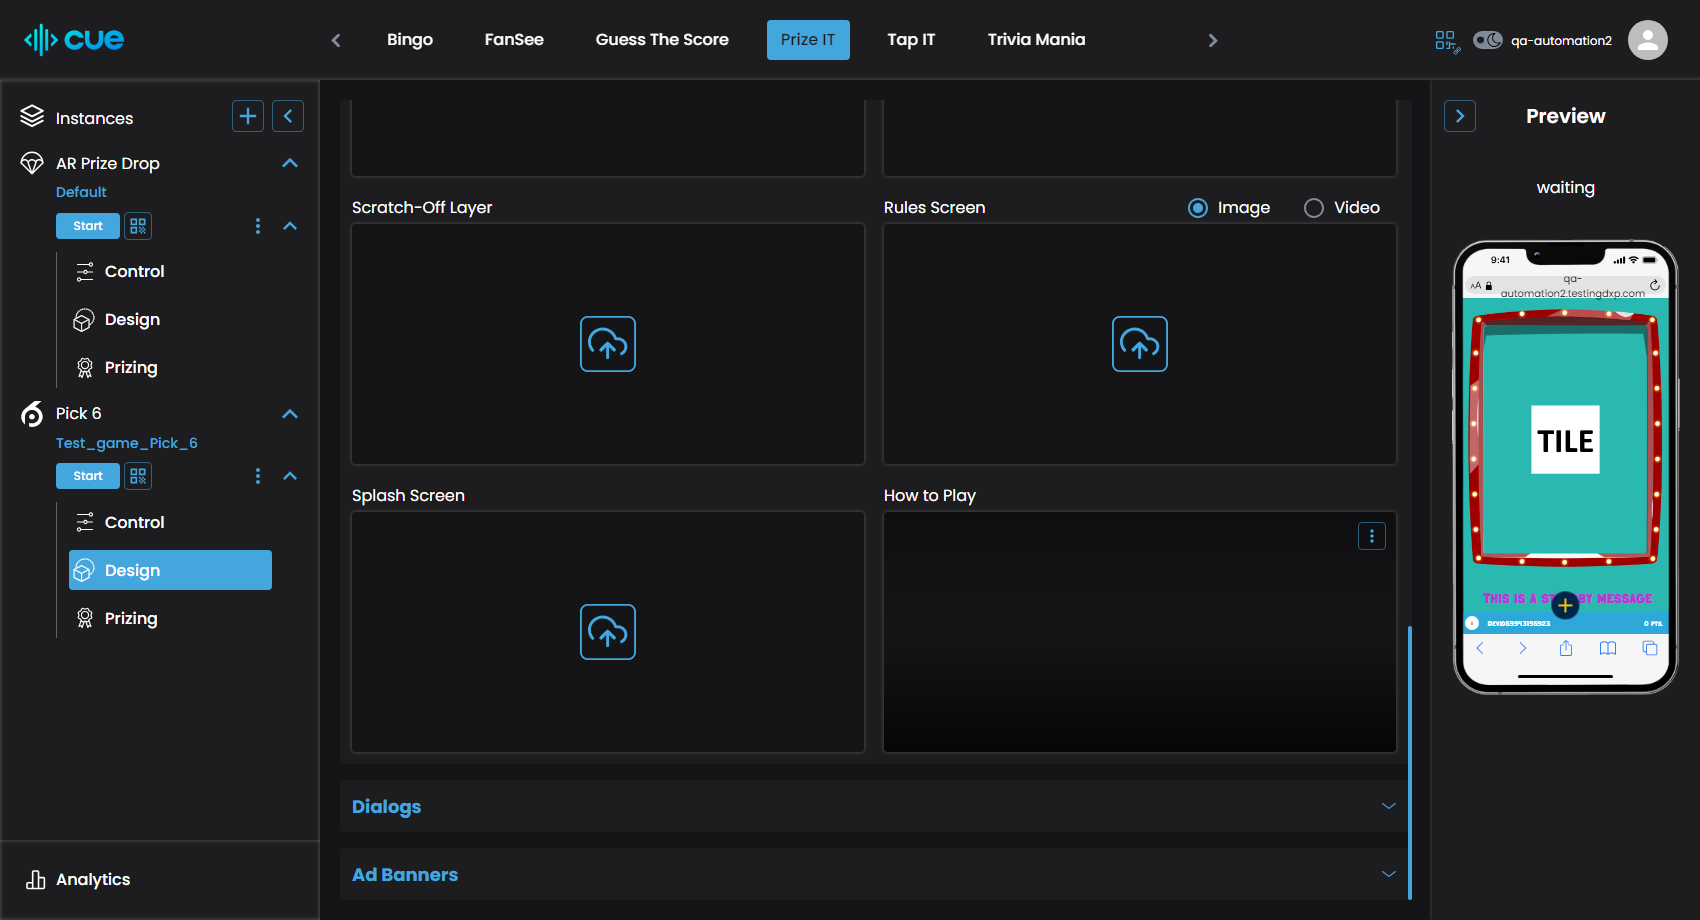 cue
Bingo
FanSee
Guess The Score
Prize IT
Tap IT
Trivia Mania
qa-automation2
Instances
AR Prize Drop
Default
Start
Control
Design
Prizing
Pick 6
Test_game_Pick_6
Start
Control
Design
Prizing
Analytics
Scratch-Off Layer
Rules Screen
Image
Video
Splash Screen
How to Play
Dialogs
Ad Banners
Preview
waiting
9:41
AA
qa-
automation2.testingdxp.com
TILE
THIS IS A ST BY MESSAGE
0 PTS.